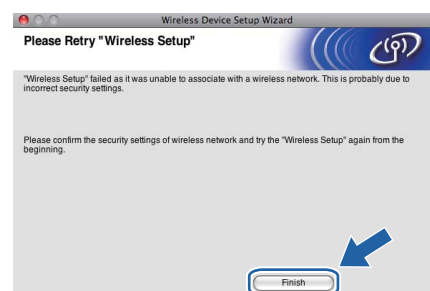 Wireless Device Setup Wizard
Please Retry "Wireless Setup"
"Wireless Setup" failed as it was unable to associate with a wireless network. This is probably due to
incorrect security settings.
Please confirm the security settings of wireless network and try the "Wireless Setup" again from the
beginning.
Finish